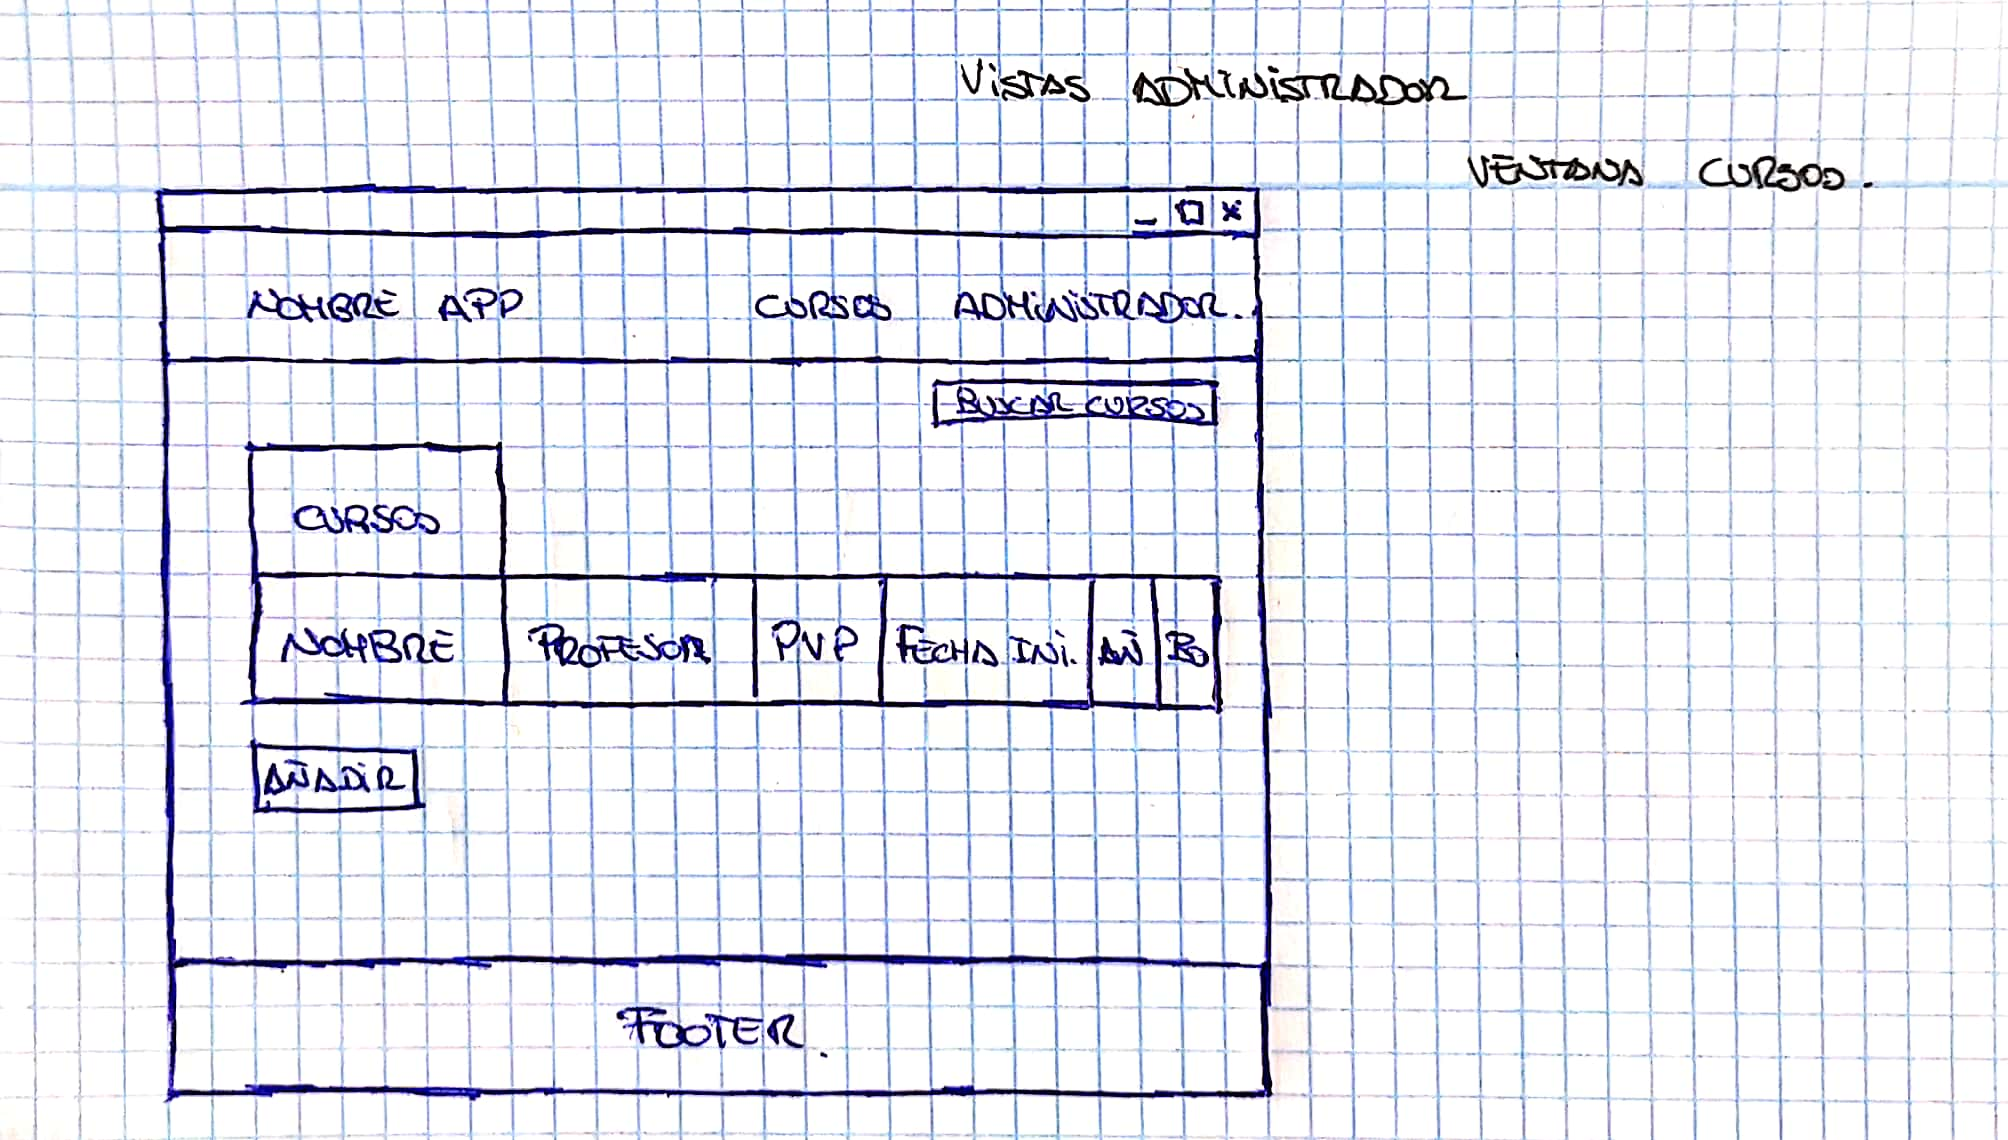 VISTAS ADMINISTRADOR
VENTANA CURSOS.
NOMBRE APP CURSOS ADMINISTRADOR.
BUSCAR CURSOS
CURSOS
NOMBRE PROFESOR PVP FECHA INI. AÑ BO
AÑADIR
FOOTER.